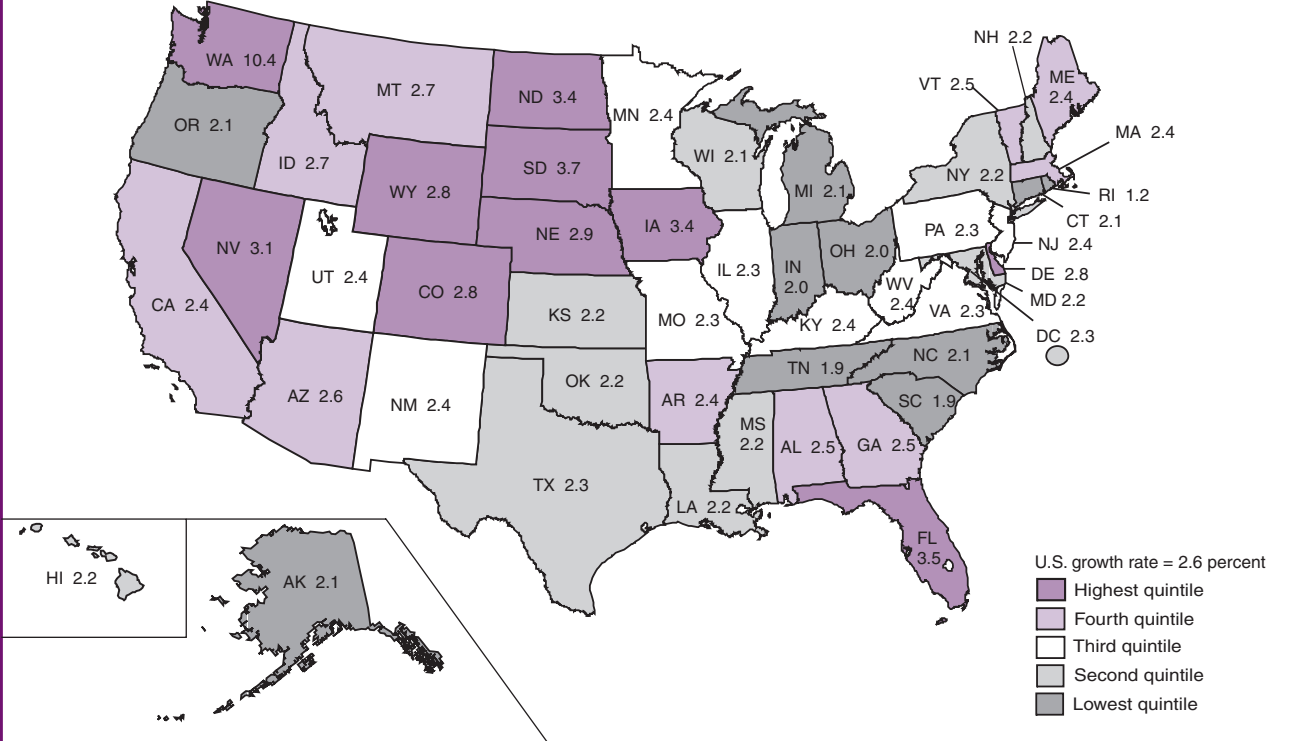 NH 2.2
WA 10.4
MT 2.7
ND 3.4
MN 2.4
VT 2.5
ME
2.4
OR 2.1
ID 2.7
SD 3.7
WI 2.1
MI 2.1
NY 2.2
MA 2.4
WY 2.8
RI 1.2
CT 2.1
NV 3.1
NE 2.9
IA 3.4
PA 2.3
NJ 2.4
UT 2.4
CO 2.8
IL 2.3
IN
2.0
OH 2.0
WV
2.4
DE 2.8
MD 2.2
CA 2.4
KS 2.2
MO 2.3
KY 2.4
VA 2.3
DC 2.3
AZ 2.6
NM 2.4
OK 2.2
AR 2.4
TN 1.9
NC 2.1
SC 1.9
TX 2.3
LA 2.2
MS
2.2
AL 2.5
GA 2.5
FL
3.5
HI 2.2
AK 2.1
U.S. growth rate = 2.6 percent
Highest quintile
Fourth quintile
Third quintile
Second quintile
Lowest quintile